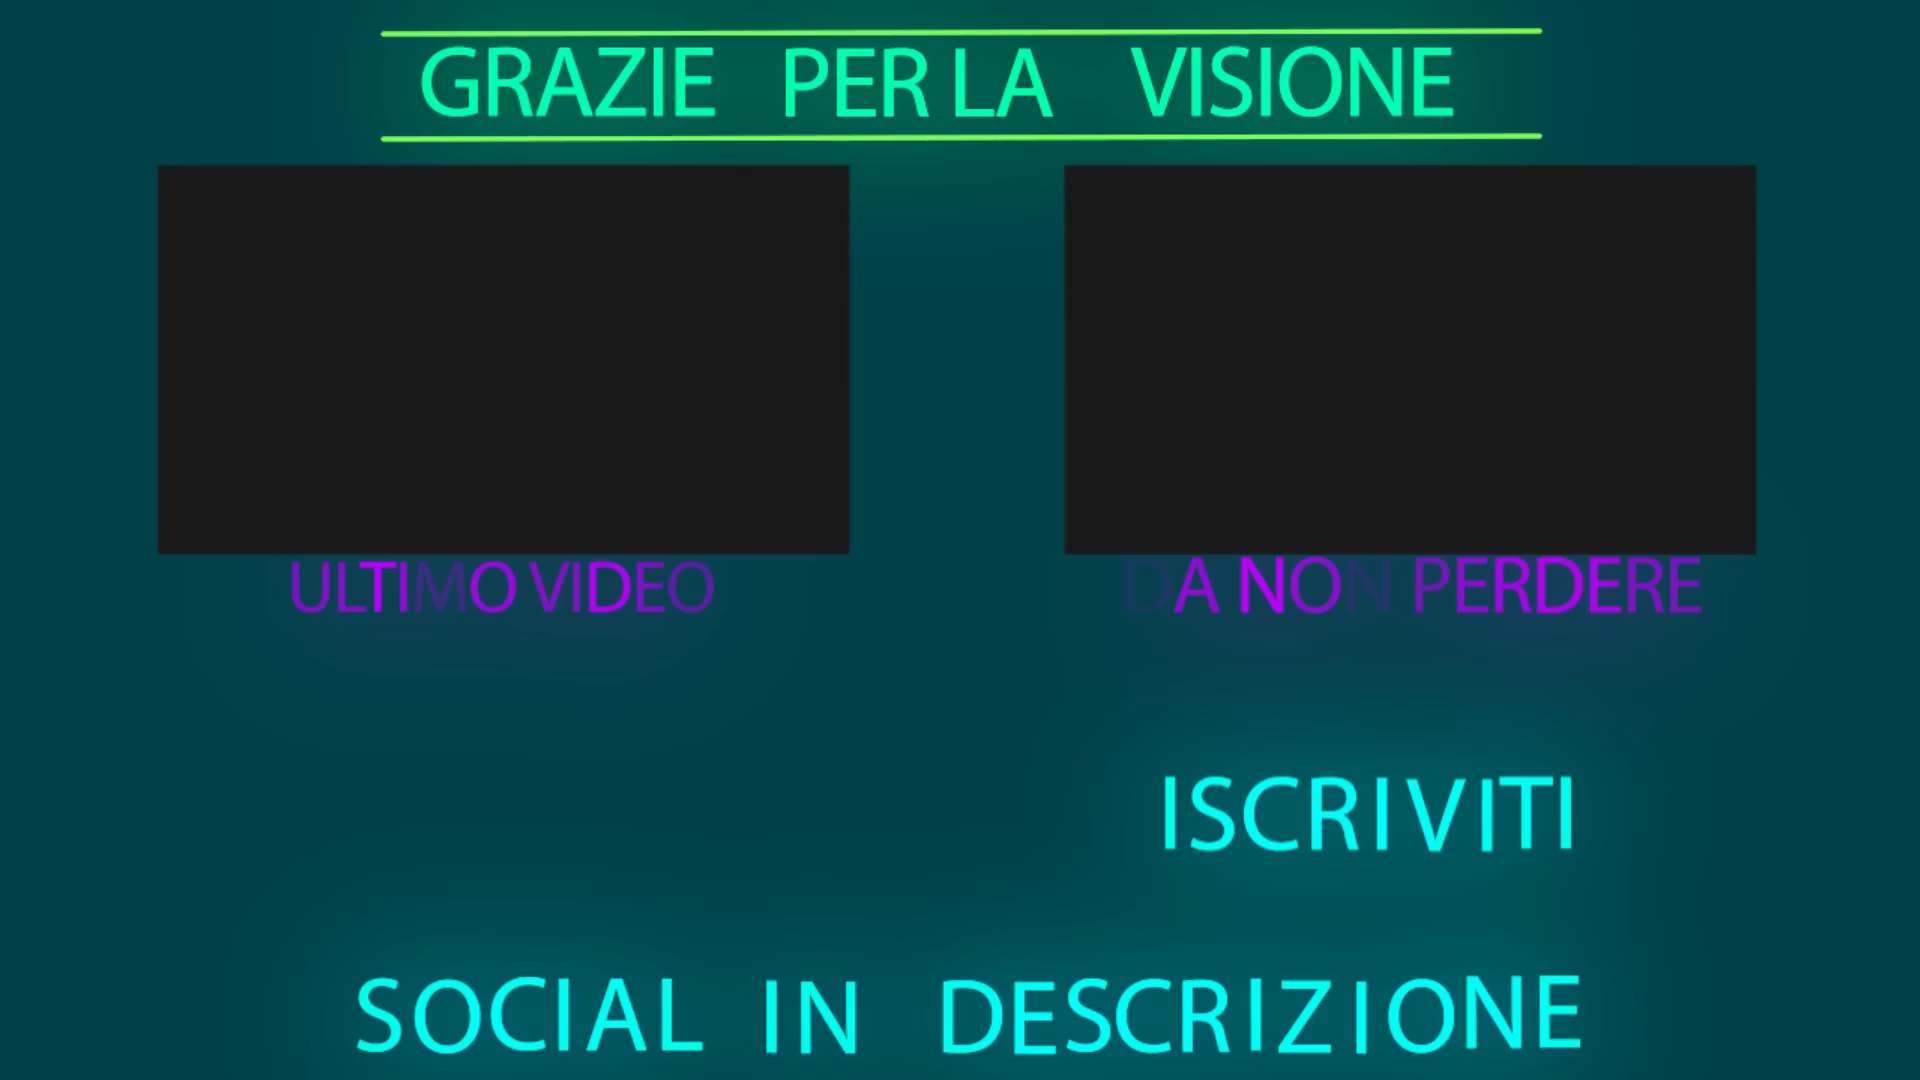 GRAZIE PER LA VISIONE
ULTIMO VIDEO
DA NON PERDERE
ISCRIVITI
SOCIAL IN DESCRIZIONE